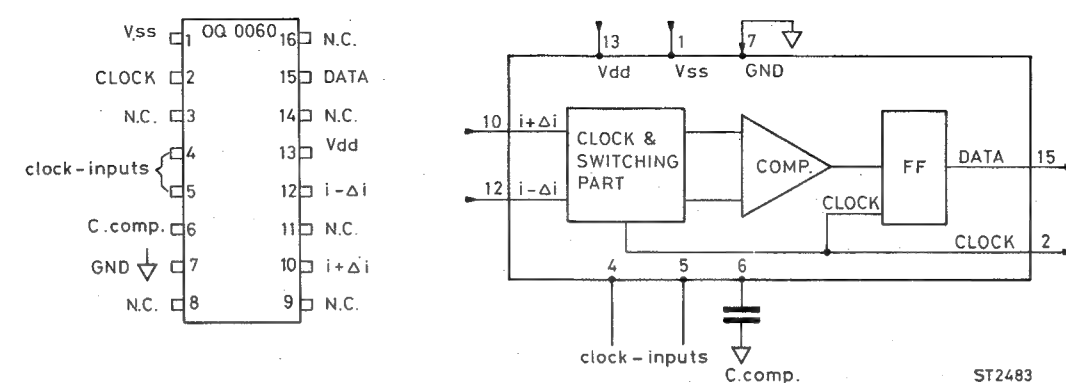 OQ 0060
Vss 1
CLOCK 2
N.C. 3
clock-inputs 4
5
C.comp. 6
GND 7
N.C. 8
16 N.C.
15 DATA
14 N.C.
13 Vdd
12 i-Δi
11 N.C.
10 i+Δi
9 N.C.
13 1 7
Vdd Vss GND
10 i+Δi
12 i-Δi
CLOCK &
SWITCHING
PART
COMP.
FF
DATA 15
CLOCK
CLOCK 2
4 5 6
clock-inputs
C.comp.
ST2483